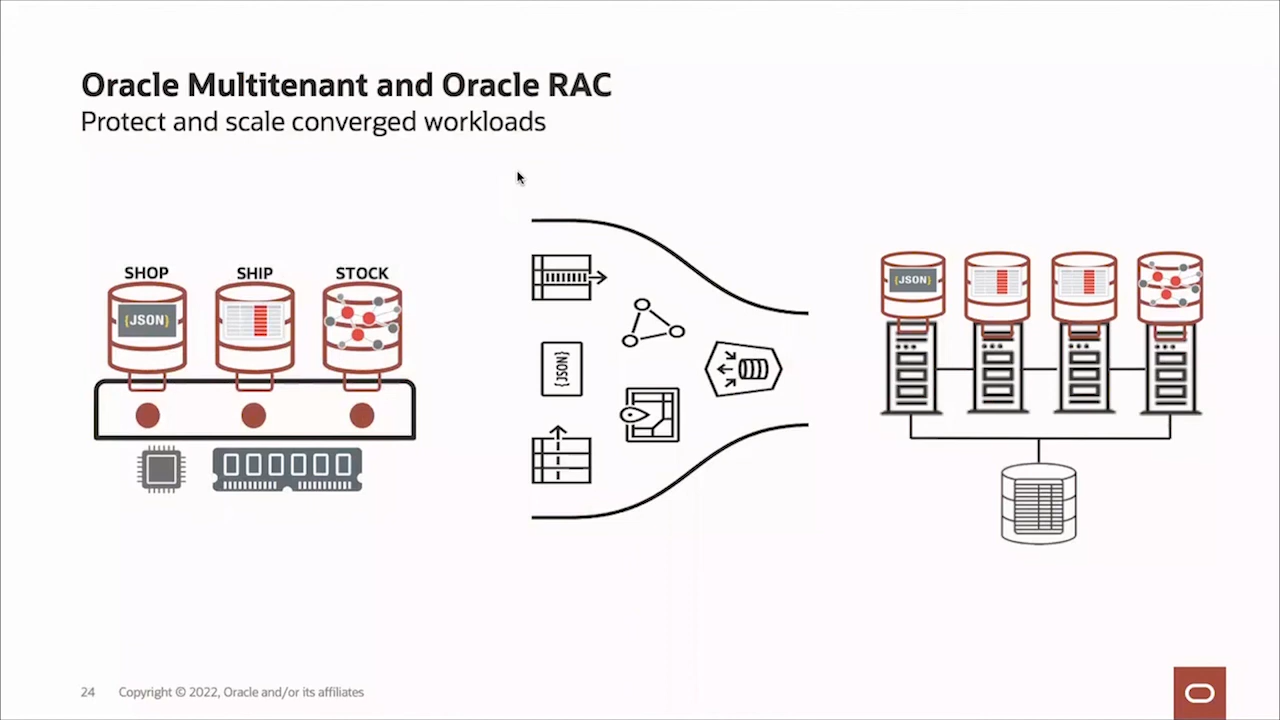 Oracle Multitenant and Oracle RAC
Protect and scale converged workloads
SHOP SHIP STOCK
{JSON}
{JSON}
{JSON}
24 Copyright © 2022, Oracle and/or its affiliates